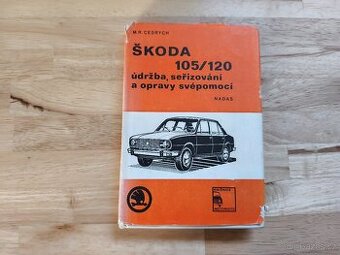 M. R. CEDRYCH
ŠKODA
105/120
údržba, seřizování
a opravy svépomocí
NADAS